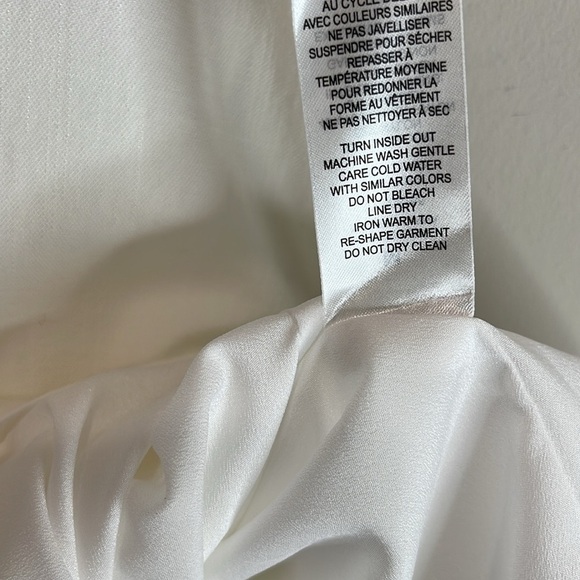 AU CYCLE
AVEC COULEURS SIMILAIRES
NE PAS JAVELLISER
SUSPENDRE POUR SÉCHER
REPASSER À
TEMPÉRATURE MOYENNE
POUR REDONNER LA
FORME AU VÊTEMENT
NE PAS NETTOYER À SEC
TURN INSIDE OUT
MACHINE WASH GENTLE
CARE COLD WATER
WITH SIMILAR COLORS
DO NOT BLEACH
LINE DRY
IRON WARM TO
RE-SHAPE GARMENT
DO NOT DRY CLEAN